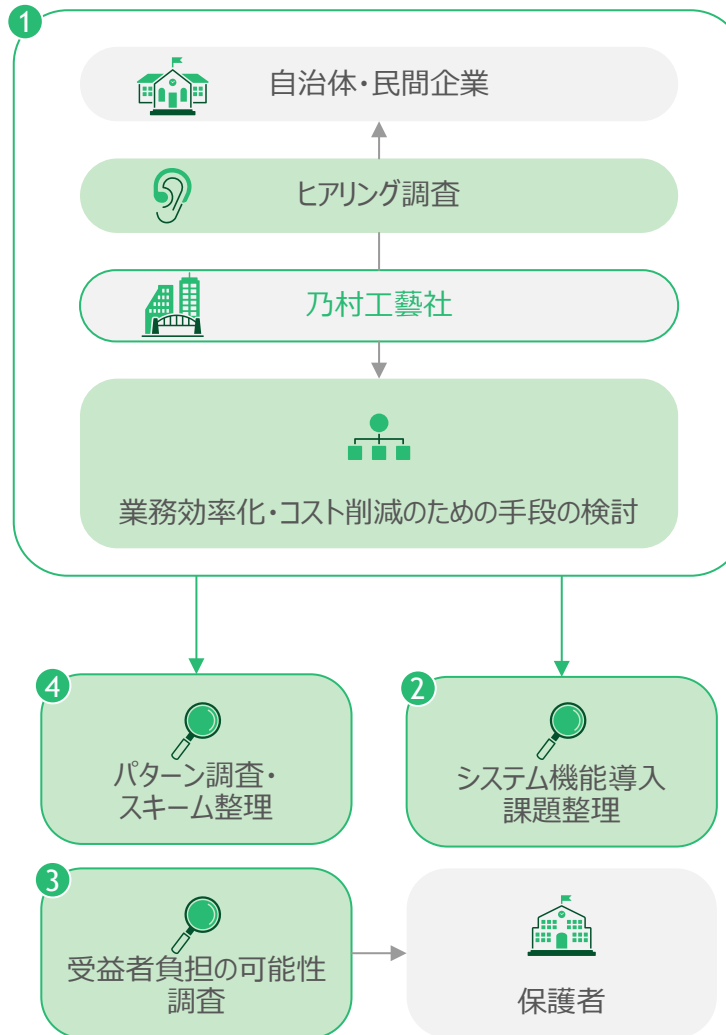 1
自治体・民間企業
ヒアリング調査
乃村工藝社
業務効率化・コスト削減のための手段の検討
4
パターン調査・
スキーム整理
2
システム機能導入
課題整理
3
受益者負担の可能性
調査
保護者